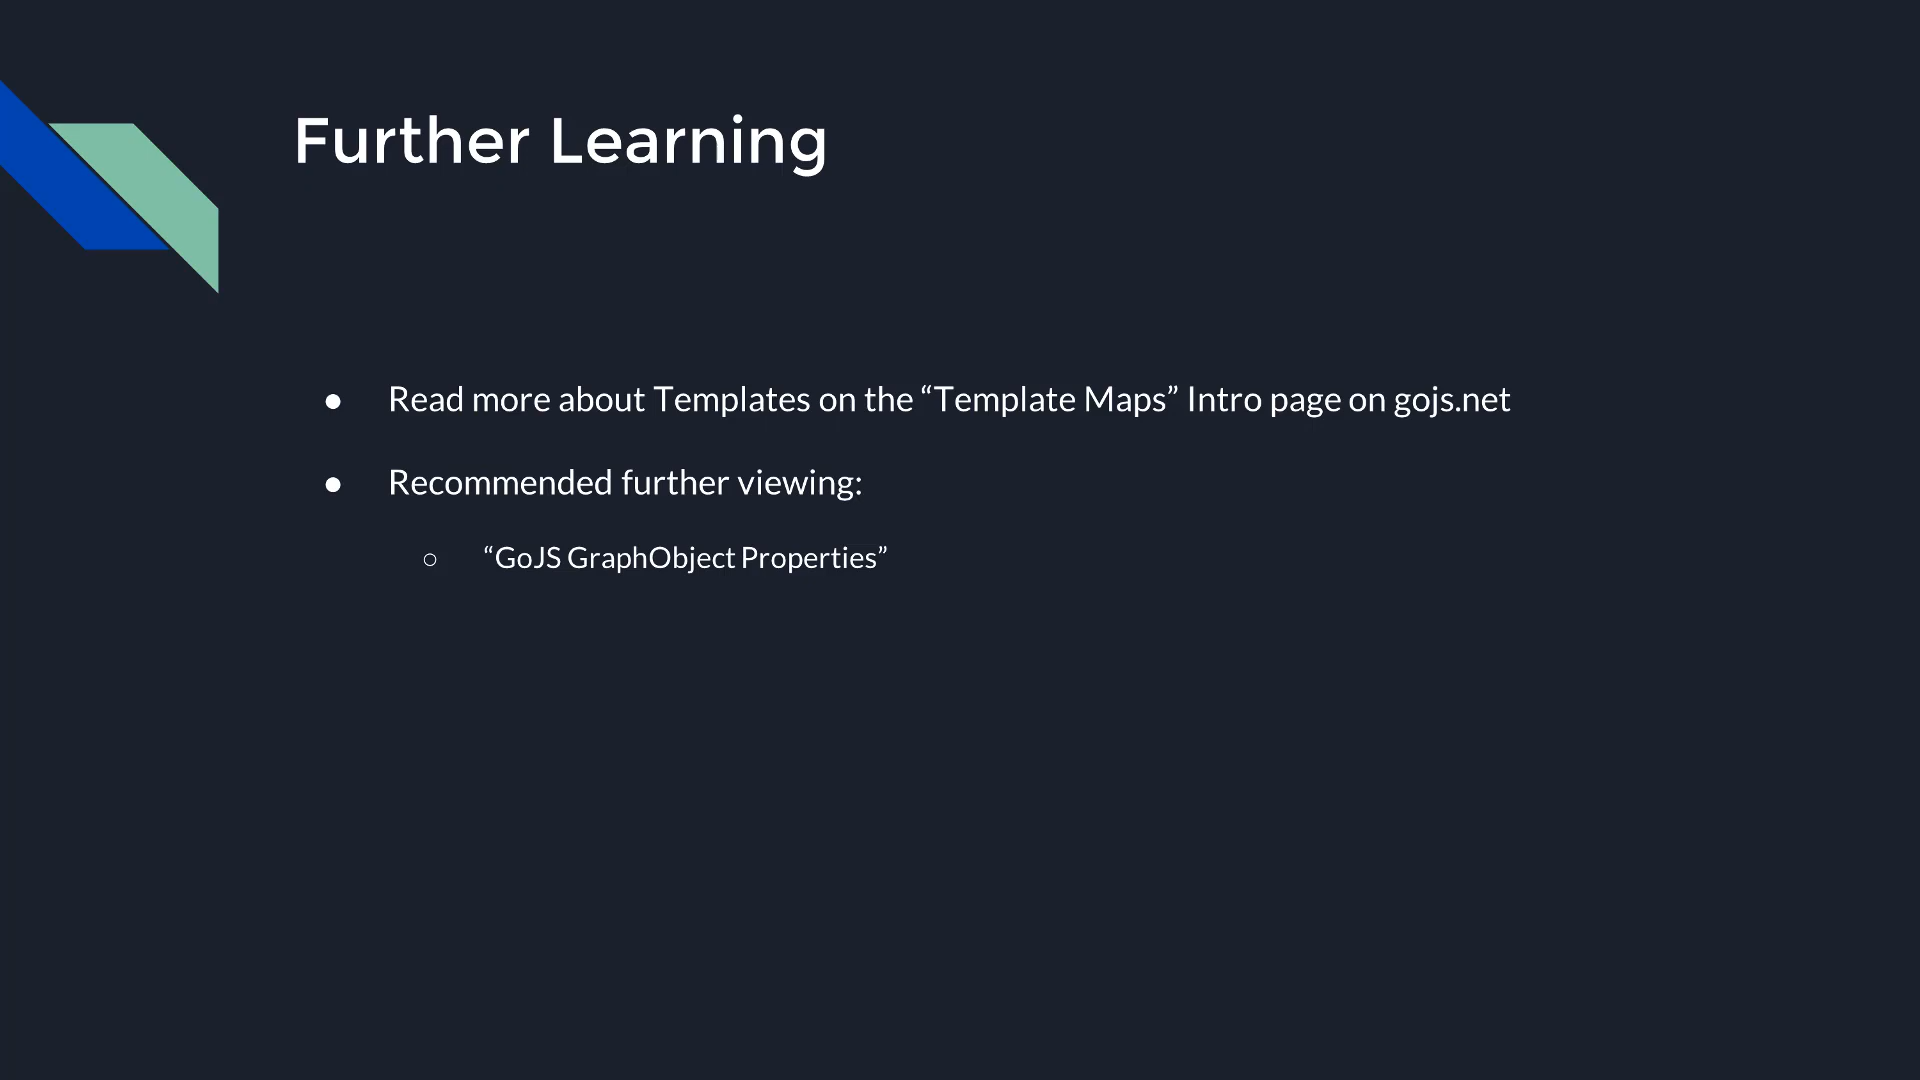 Further Learning
● Read more about Templates on the “Template Maps” Intro page on gojs.net
● Recommended further viewing:
○ “GoJS GraphObject Properties”